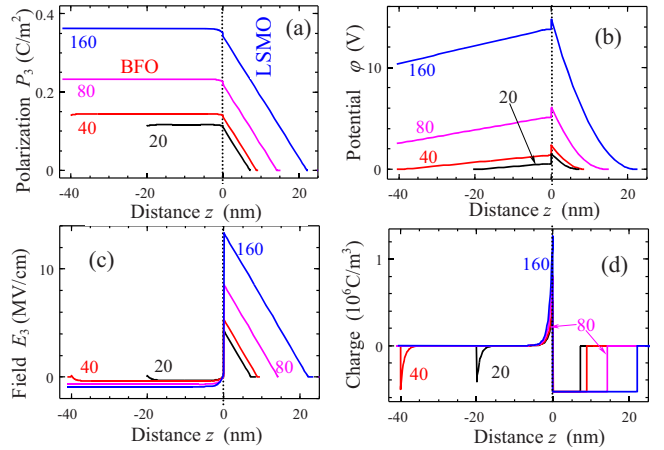 (a)
Polarization P₃ (C/m²)
0.4
0.2
0
160
LSMO
BFO
80
40
20
-40 -20 0 20
Distance z (nm)
(b)
Potential φ (V)
10
0
160
20
80
40
-40 -20 0 20
Distance z (nm)
(c)
Field E₃ (MV/cm)
10
0
160
40
20
80
-40 -20 0 20
Distance z (nm)
(d)
Charge (10⁶C/m³)
1
0
160
80
40
20
-40 -20 0 20
Distance z (nm)